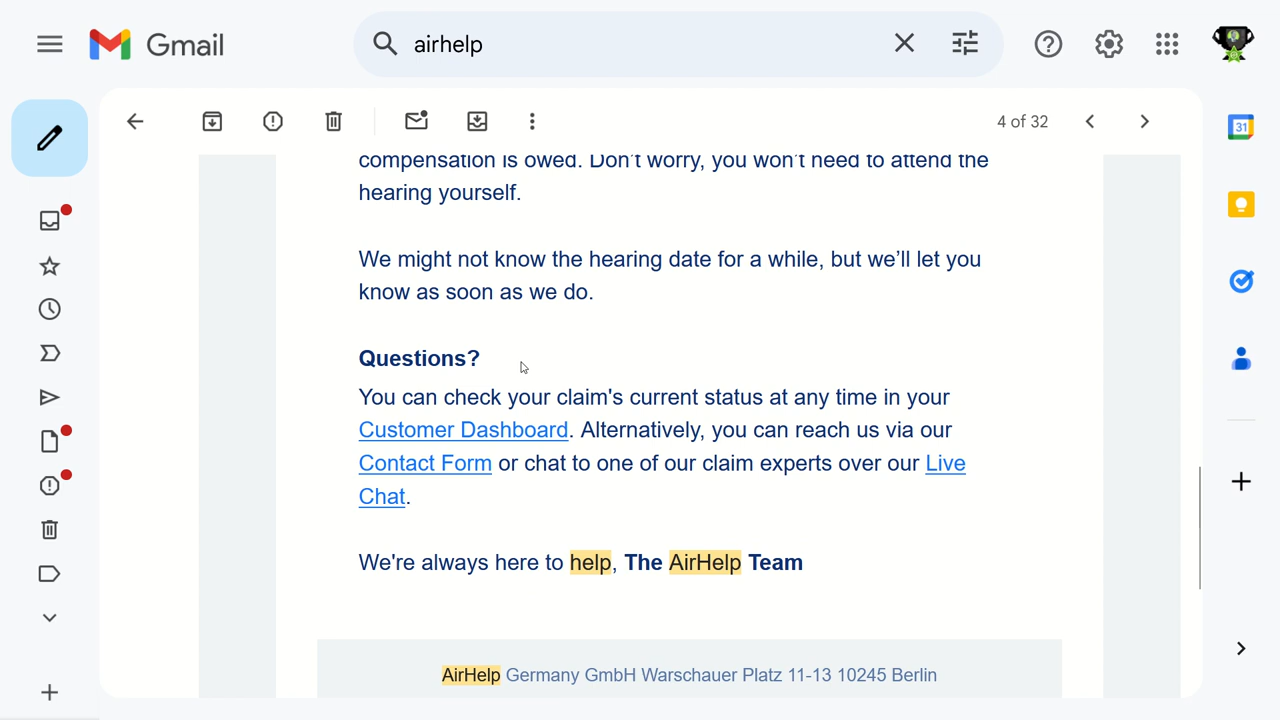 Gmail
airhelp
4 of 32
compensation is owed. Don't worry, you won't need to attend the
hearing yourself.
We might not know the hearing date for a while, but we’ll let you
know as soon as we do.
Questions?
You can check your claim's current status at any time in your
Customer Dashboard. Alternatively, you can reach us via our
Contact Form or chat to one of our claim experts over our Live
Chat.
We're always here to help, The AirHelp Team
AirHelp Germany GmbH Warschauer Platz 11-13 10245 Berlin
31